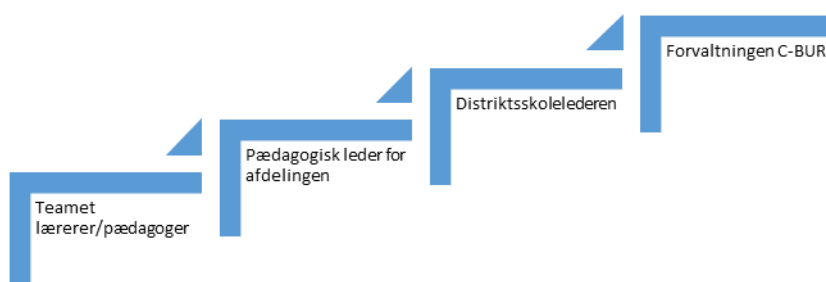 Teamet
lærerer/pædagoger
Pædagogisk leder for
afdelingen
Distriktsskolelederen
Forvaltningen C-BUR